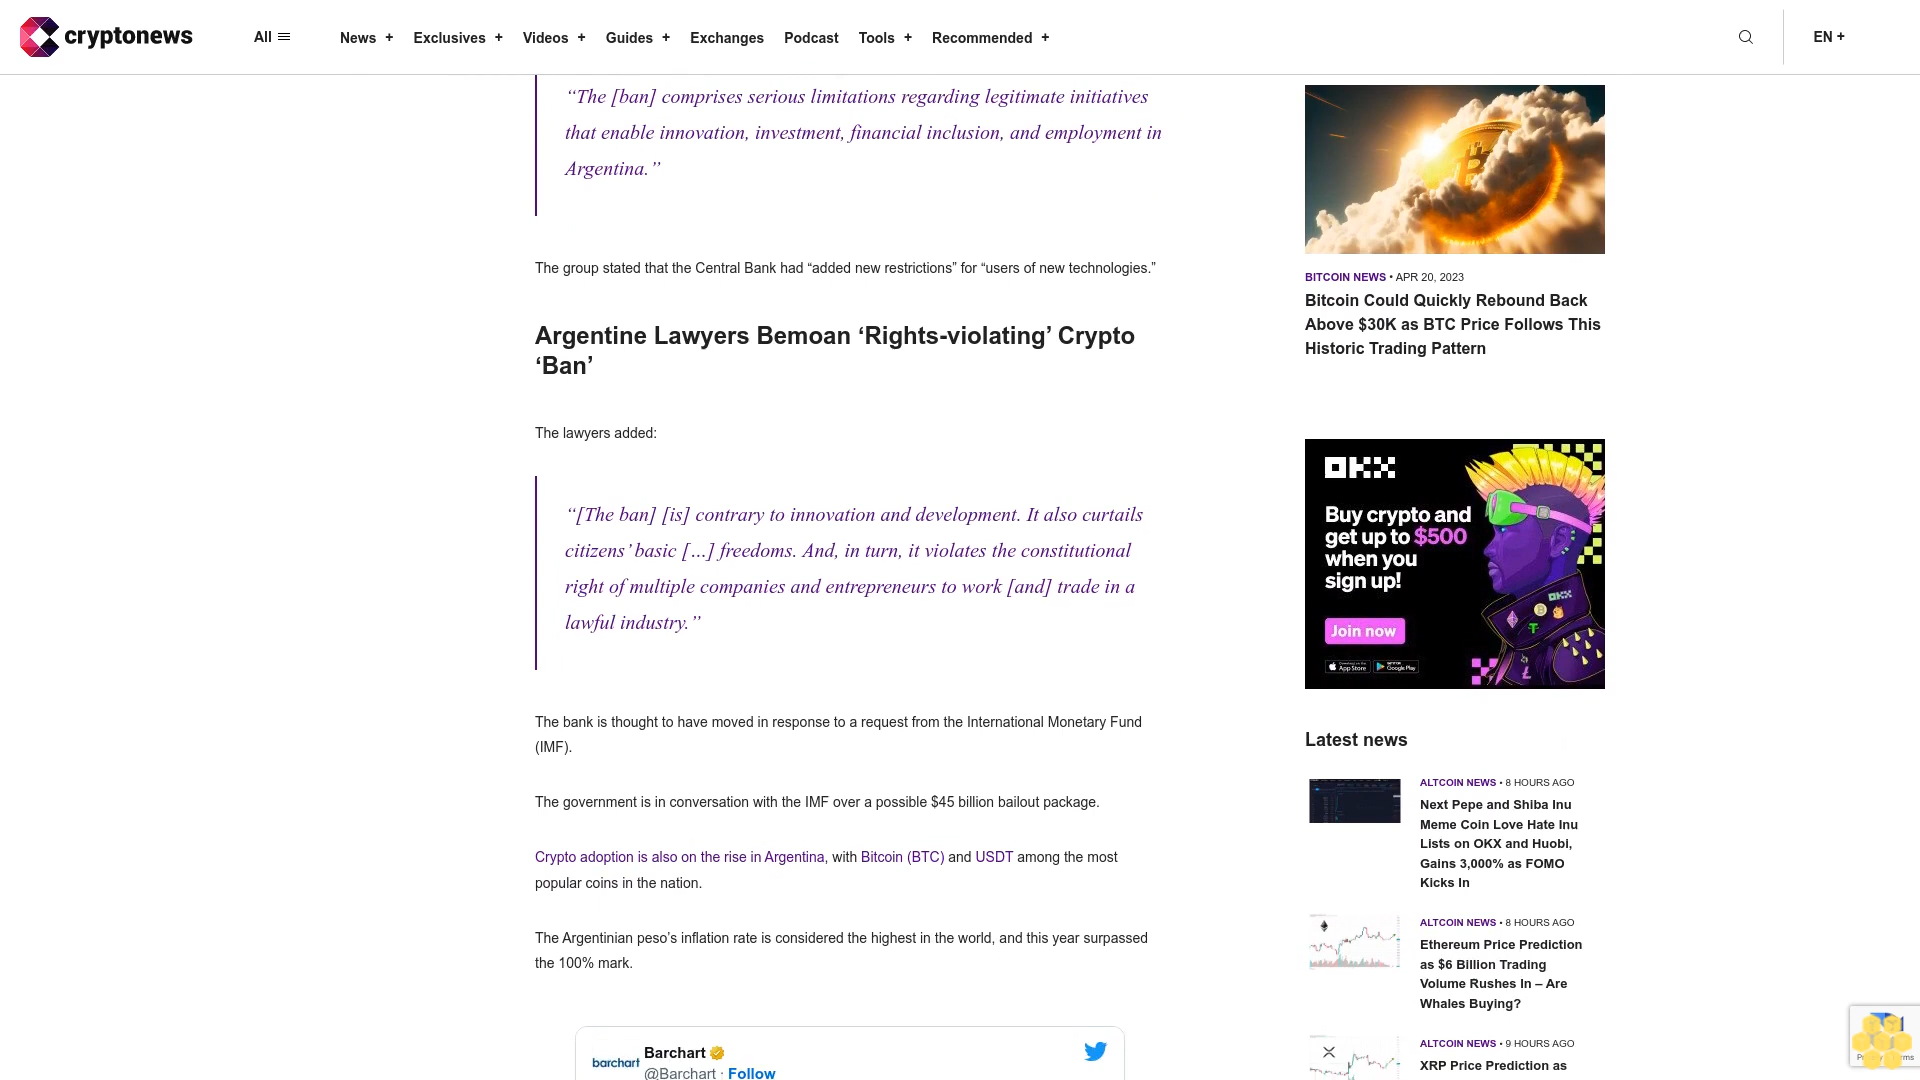 cryptonews
All
News +
Exclusives +
Videos +
Guides +
Exchanges
Podcast
Tools +
Recommended +
EN +
“The [ban] comprises serious limitations regarding legitimate initiatives
that enable innovation, investment, financial inclusion, and employment in
Argentina.”
The group stated that the Central Bank had “added new restrictions” for “users of new technologies.”
Argentine Lawyers Bemoan ‘Rights-violating’ Crypto
‘Ban’
The lawyers added:
“[The ban] [is] contrary to innovation and development. It also curtails
citizens’ basic […] freedoms. And, in turn, it violates the constitutional
right of multiple companies and entrepreneurs to work [and] trade in a
lawful industry.”
The bank is thought to have moved in response to a request from the International Monetary Fund
(IMF).
The government is in conversation with the IMF over a possible $45 billion bailout package.
Crypto adoption is also on the rise in Argentina, with Bitcoin (BTC) and USDT among the most
popular coins in the nation.
The Argentinian peso’s inflation rate is considered the highest in the world, and this year surpassed
the 100% mark.
barchart
Barchart
@Barchart · Follow
BITCOIN NEWS • APR 20, 2023
Bitcoin Could Quickly Rebound Back
Above $30K as BTC Price Follows This
Historic Trading Pattern
OKX
Buy crypto and
get up to $500
when you
sign up!
Join now
App Store
Google Play
OKX
Latest news
ALTCOIN NEWS • 8 HOURS AGO
Next Pepe and Shiba Inu
Meme Coin Love Hate Inu
Lists on OKX and Huobi,
Gains 3,000% as FOMO
Kicks In
ALTCOIN NEWS • 8 HOURS AGO
Ethereum Price Prediction
as $6 Billion Trading
Volume Rushes In – Are
Whales Buying?
ALTCOIN NEWS • 9 HOURS AGO
XRP Price Prediction as